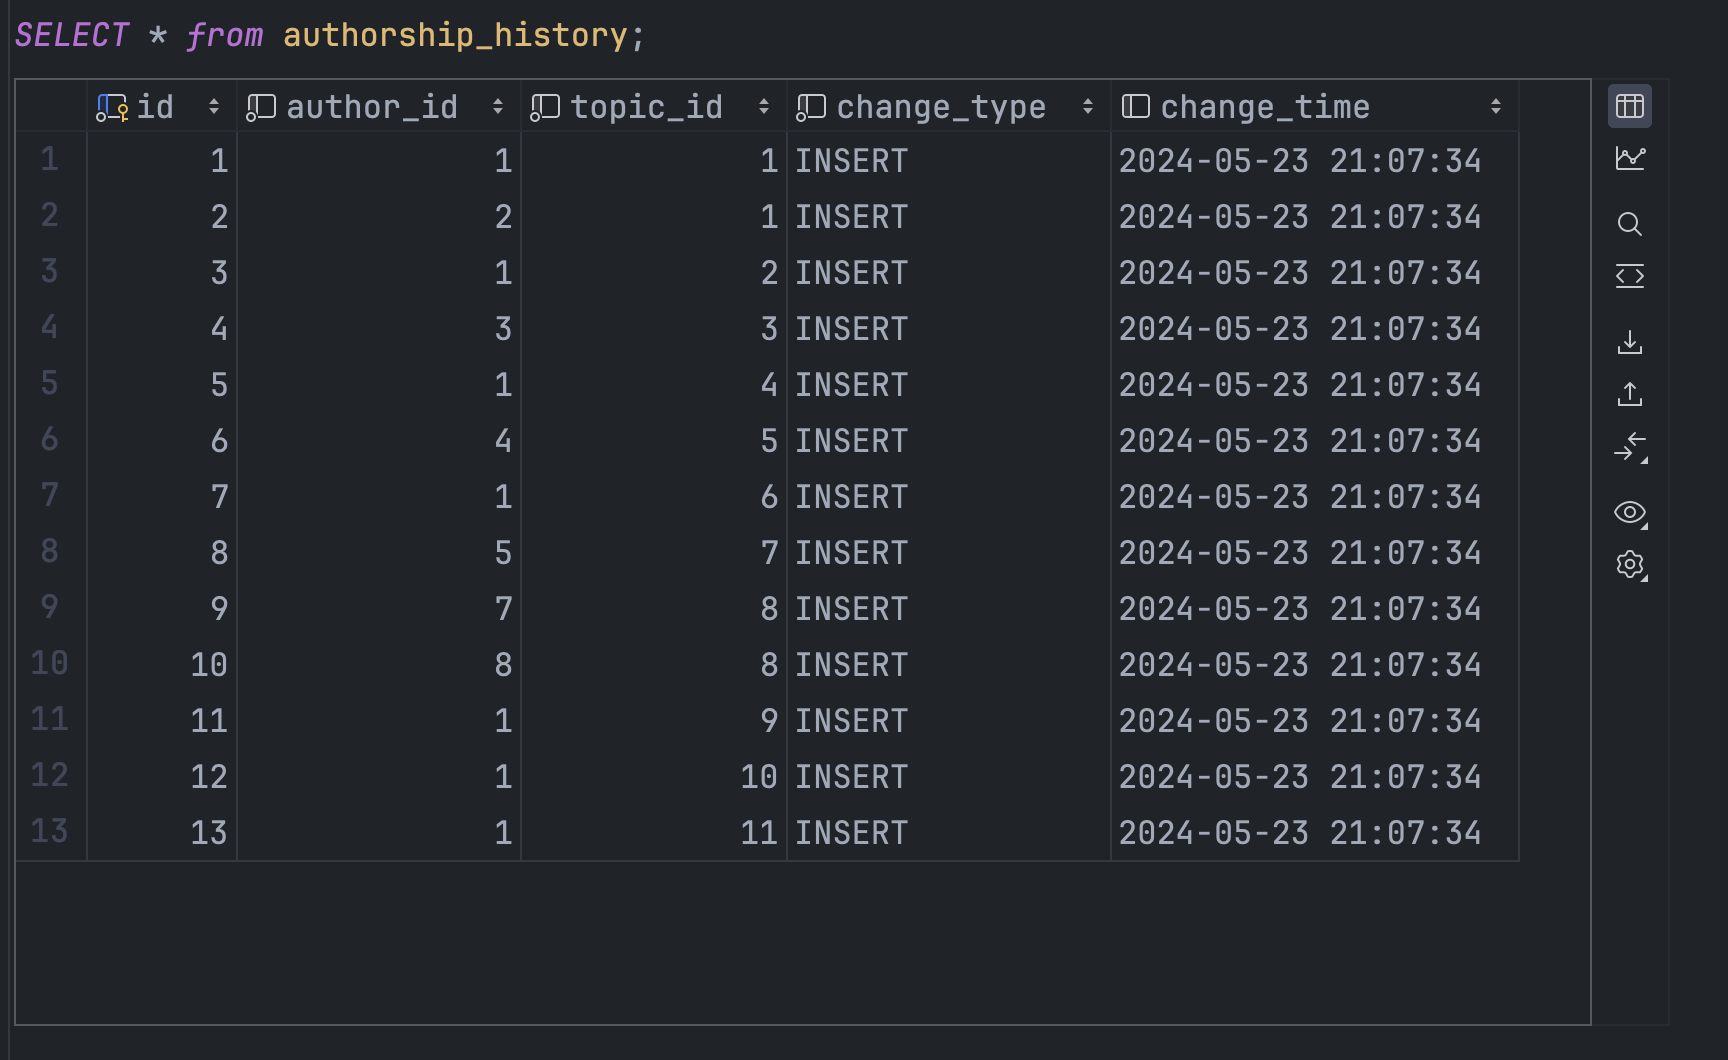 SELECT * from authorship_history;
id author_id topic_id change_type change_time
1 1 1 1 INSERT 2024-05-23 21:07:34
2 2 2 1 INSERT 2024-05-23 21:07:34
3 3 1 2 INSERT 2024-05-23 21:07:34
4 4 3 3 INSERT 2024-05-23 21:07:34
5 5 1 4 INSERT 2024-05-23 21:07:34
6 6 4 5 INSERT 2024-05-23 21:07:34
7 7 1 6 INSERT 2024-05-23 21:07:34
8 8 5 7 INSERT 2024-05-23 21:07:34
9 9 7 8 INSERT 2024-05-23 21:07:34
10 10 8 8 INSERT 2024-05-23 21:07:34
11 11 1 9 INSERT 2024-05-23 21:07:34
12 12 1 10 INSERT 2024-05-23 21:07:34
13 13 1 11 INSERT 2024-05-23 21:07:34